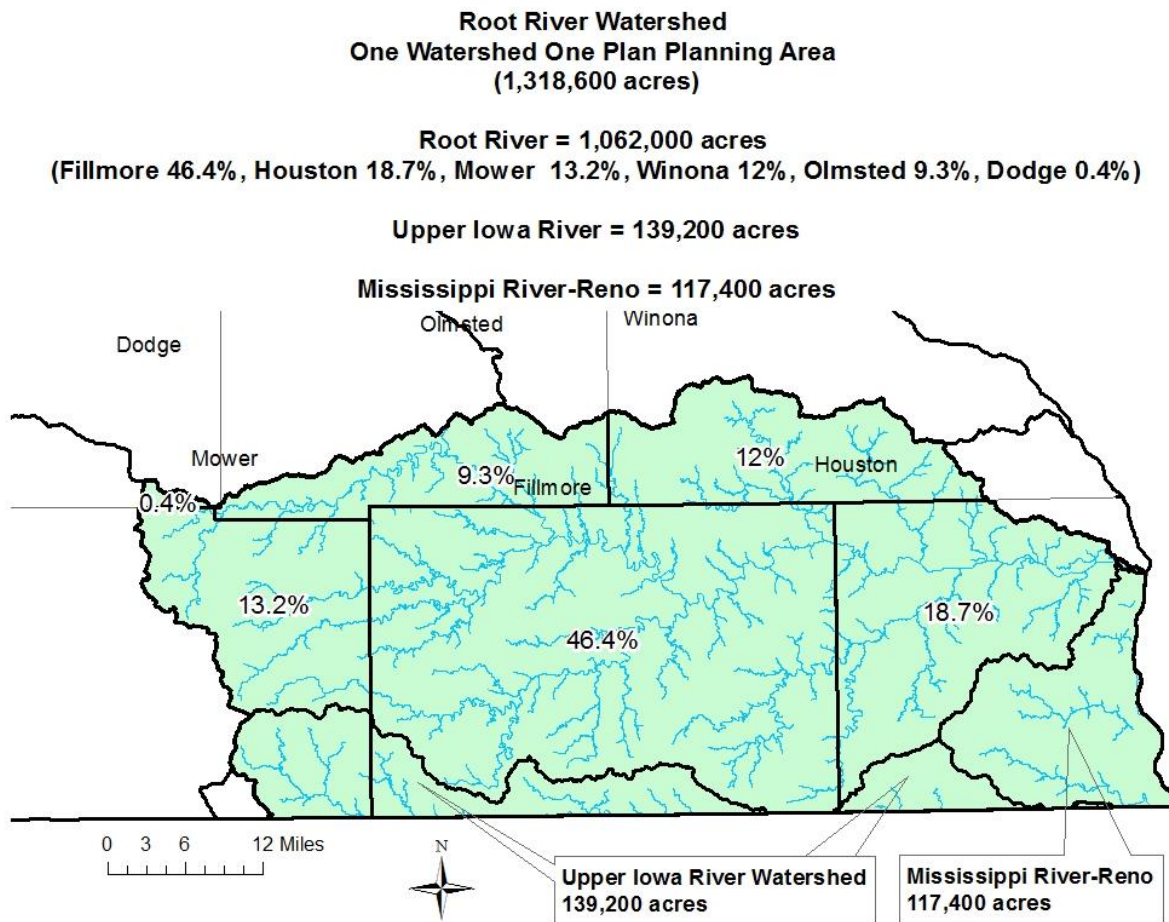 Root River Watershed
One Watershed One Plan Planning Area
(1,318,600 acres)
Root River = 1,062,000 acres
(Fillmore 46.4%, Houston 18.7%, Mower 13.2%, Winona 12%, Olmsted 9.3%, Dodge 0.4%)
Upper Iowa River = 139,200 acres
Mississippi River-Reno = 117,400 acres
Olmsted
Winona
Dodge
Mower
12%
Houston
9.3%
Fillmore
0.4%
13.2%
18.7%
46.4%
0 3 6 12 Miles
N
Upper Iowa River Watershed
139,200 acres
Mississippi River-Reno
117,400 acres